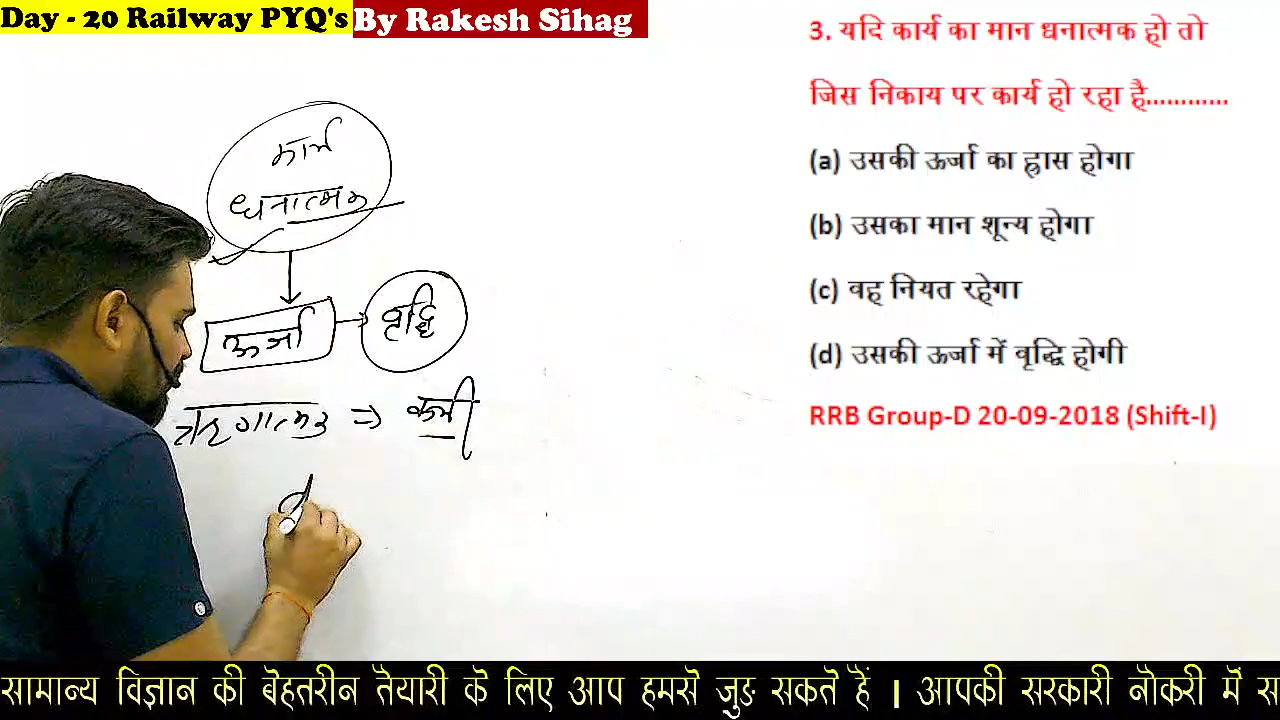 Day - 20 Railway PYQ's By Rakesh Sihag
3. यदि कार्य का मान धनात्मक हो तो
जिस निकाय पर कार्य हो रहा है............
(a) उसकी ऊर्जा का ह्रास होगा
(b) उसका मान शून्य होगा
(c) वह नियत रहेगा
(d) उसकी ऊर्जा में वृद्धि होगी
RRB Group-D 20-09-2018 (Shift-I)
कार्य
धनात्मक
ऊर्जा
वृद्धि
ऋणात्मक ⇒ कमी
सामान्य विज्ञान की बेहतरीन तैयारी के लिए आप हमसे जुड़ सकते हैं । आपकी सरकारी नौकरी में स